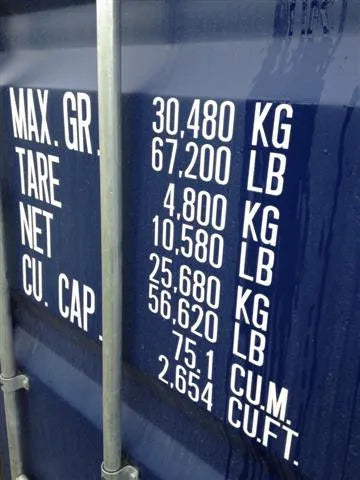 MAX. GR. 30,480 KG
67,200 LB
TARE 4,800 KG
10,580 LB
NET 25,680 KG
56,620 LB
CU. CAP. 75.1 CU.M.
2,654 CU.FT.